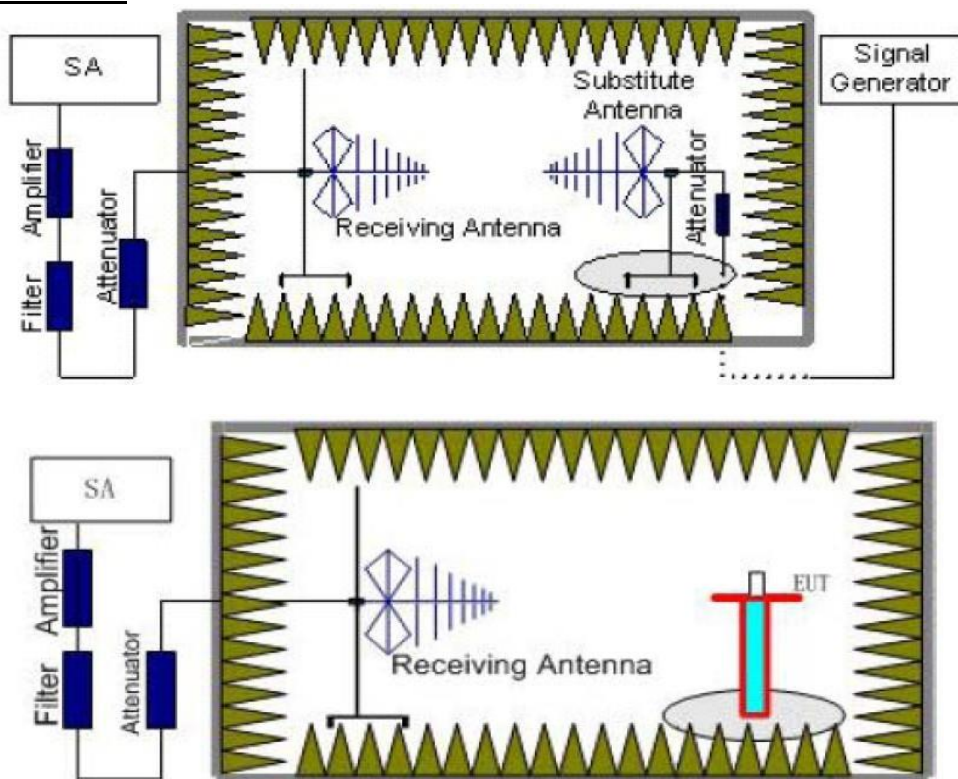 SA
Signal
Generator
Substitute
Antenna
Amplifier
Attenuator
Filter
Receiving Antenna
Attenuator
SA
Amplifier
EUT
Receiving Antenna
Filter
Attenuator